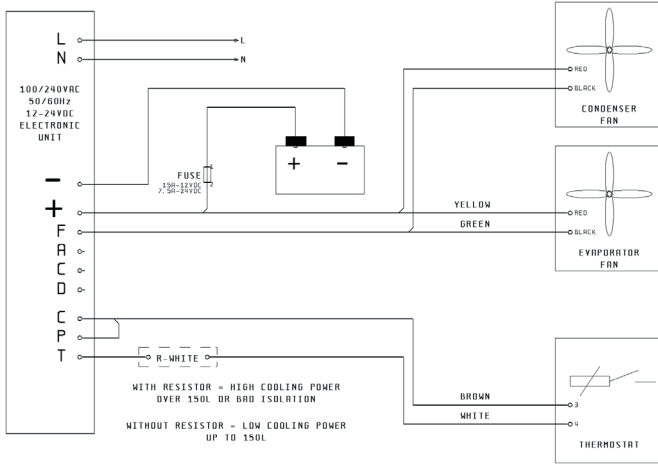 L
N
100/240VAC
50/60Hz
12-24VDC
ELECTRONIC
UNIT
-
+
F
A
C
D
C
P
T
L
N
FUSE
15A-12VDC
7.5A-24VDC
1
2
+ -
RED
BLACK
CONDENSER
FAN
YELLOW
GREEN
RED
BLACK
EVAPORATOR
FAN
R-WHITE
WITH RESISTOR = HIGH COOLING POWER
OVER 150L OR BAD ISOLATION
WITHOUT RESISTOR = LOW COOLING POWER
UP TO 150L
BROWN
WHITE
3
4
THERMOSTAT